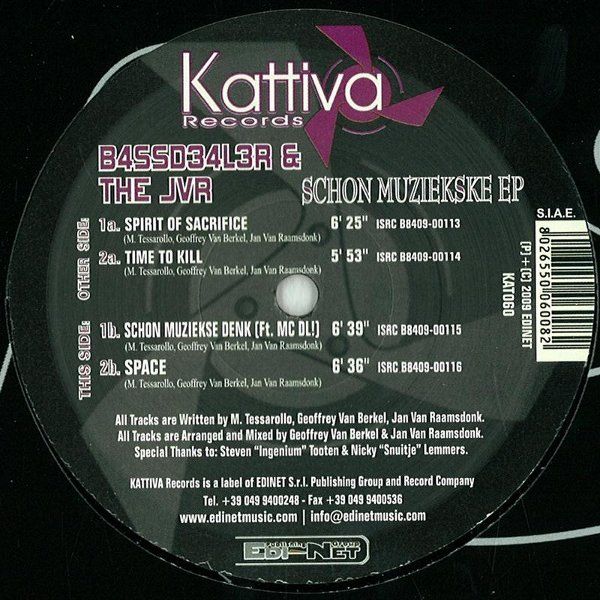 Kattiva
Records
B4SSD34L3R &
THE JVR
SCHON MUZIEKSKE EP
OTHER SIDE:
1a. SPIRIT OF SACRIFICE 6' 25" ISRC B8409-00113
(M. Tessarollo, Geoffrey Van Berkel, Jan Van Raamsdonk)
2a. TIME TO KILL 5' 53" ISRC B8409-00114
(M. Tessarollo, Geoffrey Van Berkel, Jan Van Raamsdonk)
THIS SIDE:
1b. SCHON MUZIEKSE DENK (Ft. MC DL!) 6' 39" ISRC B8409-00115
(M. Tessarollo, Geoffrey Van Berkel, Jan Van Raamsdonk)
2b. SPACE 6' 36" ISRC B8409-00116
(M. Tessarollo, Geoffrey Van Berkel, Jan Van Raamsdonk)
S.I.A.E.
8026550060082
(P)+(C) 2009 EDINET
KAT060
All Tracks are Written by M. Tessarollo, Geoffrey Van Berkel, Jan Van Raamsdonk.
All Tracks are Arranged and Mixed by Geoffrey Van Berkel & Jan Van Raamsdonk.
Special Thanks to: Steven "Ingenium" Tooten & Nicky "Snuitje" Lemmers.
KATTIVA Records is a label of EDINET S.r.l. Publishing Group and Record Company
Tel. +39 049 9400248 - Fax +39 049 9400536
www.edinetmusic.com | info@edinetmusic.com
Publishing Group
EDI-NET